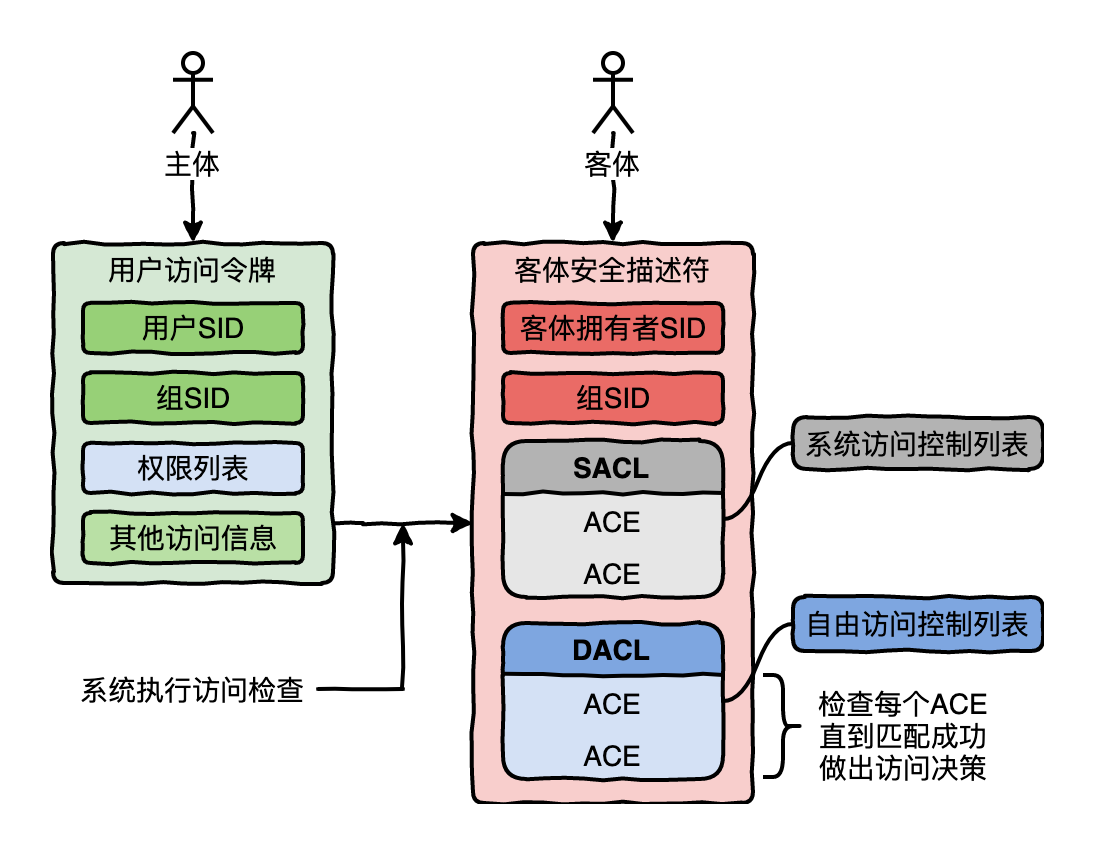 主体
客体
用户访问令牌
用户SID
组SID
权限列表
其他访问信息
系统执行访问检查
客体安全描述符
客体拥有者SID
组SID
SACL
ACE
ACE
系统访问控制列表
DACL
ACE
ACE
自由访问控制列表
检查每个ACE
直到匹配成功
做出访问决策